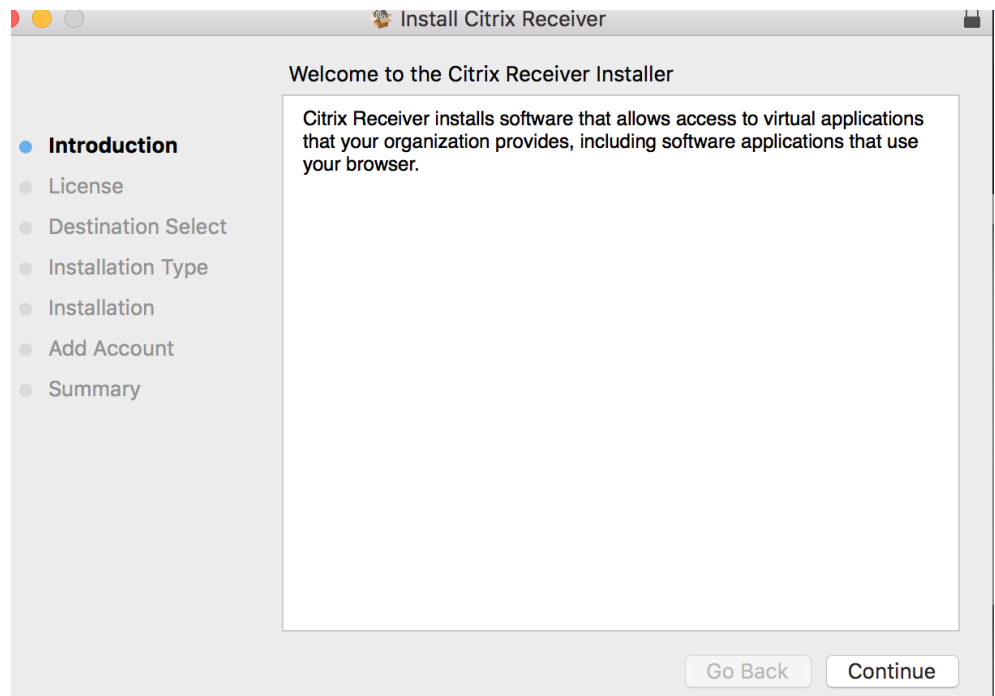 Install Citrix Receiver
Welcome to the Citrix Receiver Installer
Introduction
License
Destination Select
Installation Type
Installation
Add Account
Summary
Citrix Receiver installs software that allows access to virtual applications
that your organization provides, including software applications that use
your browser.
Go Back
Continue